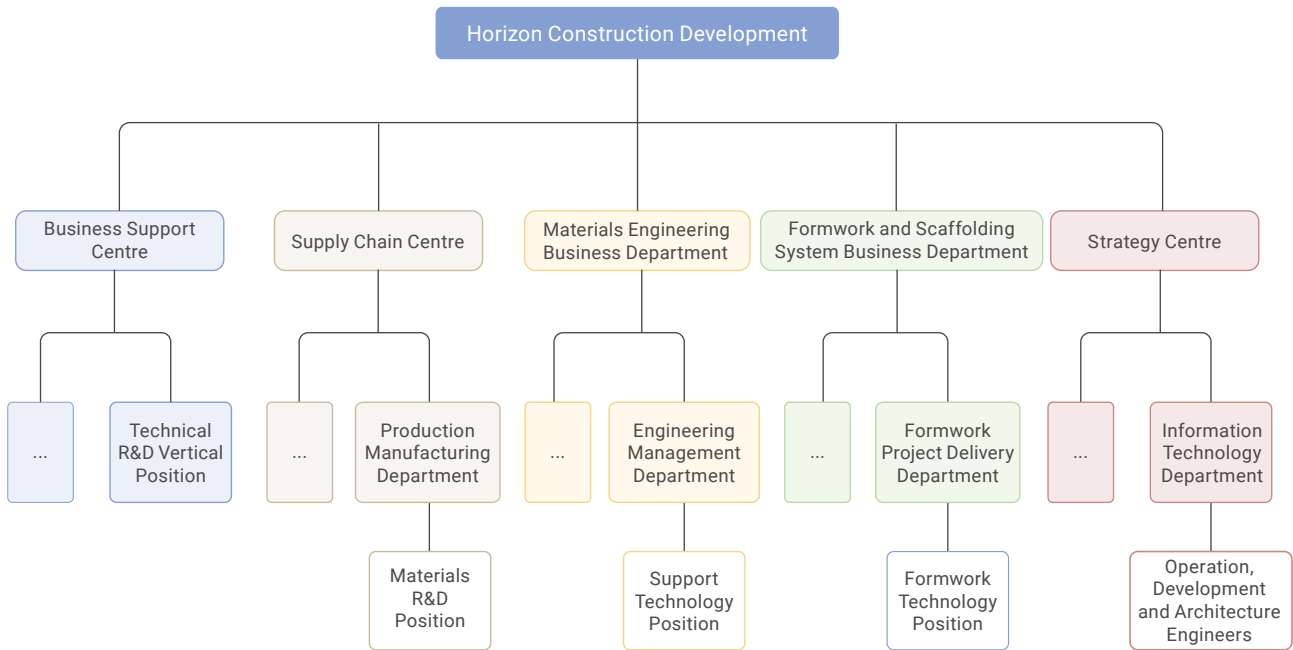 Horizon Construction Development
Business Support
Centre
Supply Chain Centre
Materials Engineering
Business Department
Formwork and Scaffolding
System Business Department
Strategy Centre
...
Technical
R&D Vertical
Position
...
Production
Manufacturing
Department
...
Engineering
Management
Department
...
Formwork
Project Delivery
Department
...
Information
Technology
Department
Materials
R&D
Position
Support
Technology
Position
Formwork
Technology
Position
Operation,
Development
and Architecture
Engineers